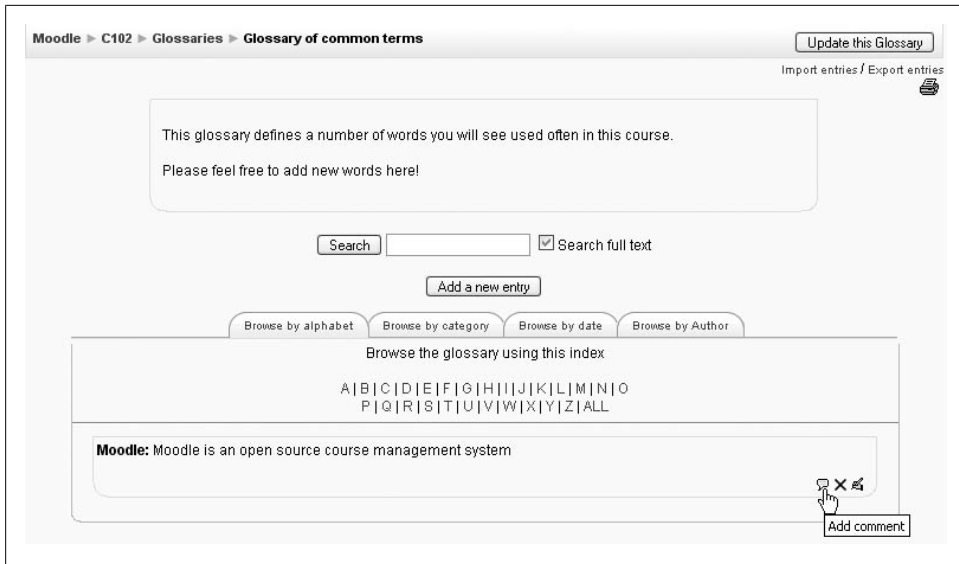 Moodle ► C102 ► Glossaries ► Glossary of common terms
Update this Glossary
Import entries / Export entries
This glossary defines a number of words you will see used often in this course.
Please feel free to add new words here!
Search
Search full text
Add a new entry
Browse by alphabet Browse by category Browse by date Browse by Author
Browse the glossary using this index
A|B|C|D|E|F|G|H|I|J|K|L|M|N|O
P|Q|R|S|T|U|V|W|X|Y|Z|ALL
Moodle: Moodle is an open source course management system
Add comment